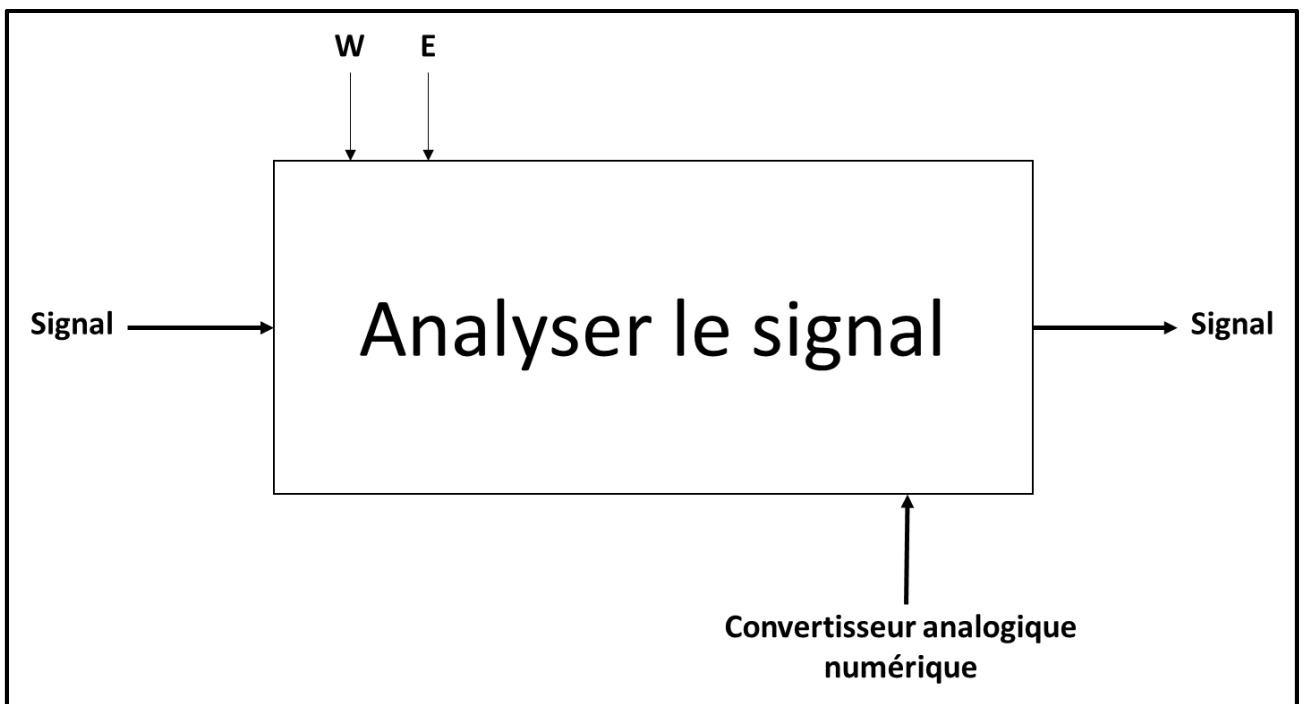 W E
Signal
Analyser le signal
Signal
Convertisseur analogique
numérique